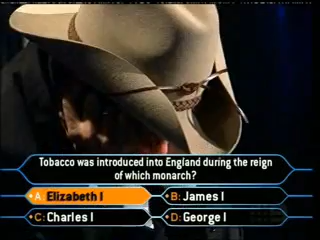 Tobacco was introduced into England during the reign
of which monarch?
A: Elizabeth I
B: James I
C: Charles I
D: George I